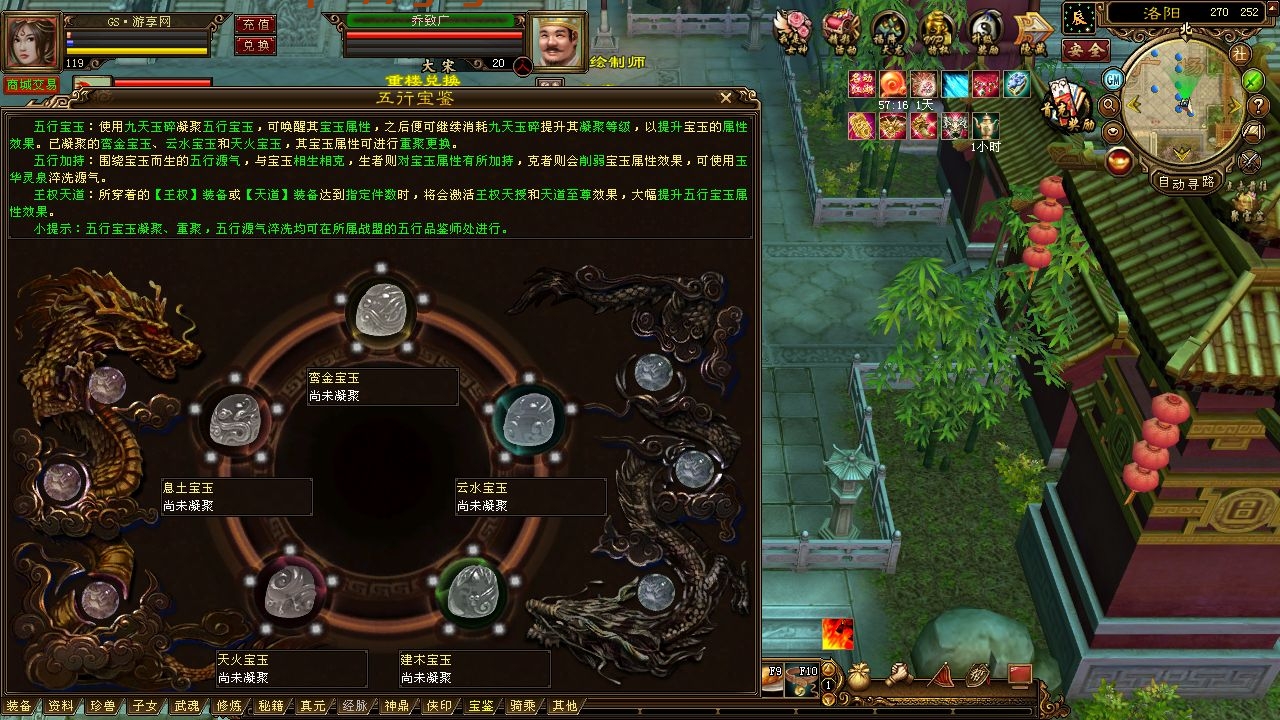 GS·游享网
119
充值
兑换
乔致广
大宋
20
洛阳
270 252
辰
安全
商城交易
重楼兑换
绘制师
五行宝鉴
五行宝玉：使用九天玉碎凝聚五行宝玉，可唤醒其宝玉属性，之后便可继续消耗九天玉碎提升其凝聚等级，以提升宝玉的属性
效果。已凝聚的鸾金宝玉、云水宝玉和天火宝玉，其宝玉属性可进行重聚更换。
五行加持：围绕宝玉而生的五行源气，与宝玉相生相克，生者则对宝玉属性有所加持，克者则会削弱宝玉属性效果，可使用玉
华灵泉淬洗源气。
王权天道：所穿著的【王权】装备或【天道】装备达到指定件数时，将会激活王权天授和天道至尊效果，大幅提升五行宝玉属
性效果。
小提示：五行宝玉凝聚、重聚，五行源气淬洗均可在所属战盟的五行品鉴师处进行。
57:16
1天
1小时
北
GM
社
自动寻路
聚宝盆
鸾金宝玉
尚未凝聚
息土宝玉
尚未凝聚
云水宝玉
尚未凝聚
天火宝玉
尚未凝聚
建术宝玉
尚未凝聚
F9
F10
装备
资料
珍兽
子女
武魂
神鼎
侠印
宝鉴
骑乘
其他